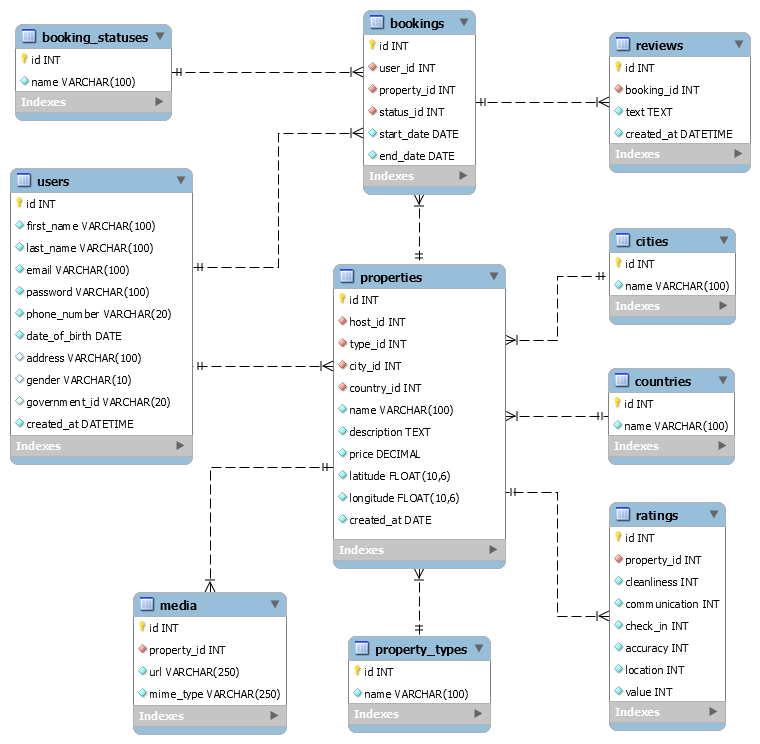 booking_statuses
id INT
name VARCHAR(100)
Indexes
bookings
id INT
user_id INT
property_id INT
status_id INT
start_date DATE
end_date DATE
Indexes
reviews
id INT
booking_id INT
text TEXT
created_at DATETIME
Indexes
users
id INT
first_name VARCHAR(100)
last_name VARCHAR(100)
email VARCHAR(100)
password VARCHAR(100)
phone_number VARCHAR(20)
date_of_birth DATE
address VARCHAR(100)
gender VARCHAR(10)
government_id VARCHAR(20)
created_at DATETIME
Indexes
properties
id INT
host_id INT
type_id INT
city_id INT
country_id INT
name VARCHAR(100)
description TEXT
price DECIMAL
latitude FLOAT(10,6)
longitude FLOAT(10,6)
created_at DATE
Indexes
cities
id INT
name VARCHAR(100)
Indexes
countries
id INT
name VARCHAR(100)
Indexes
ratings
id INT
property_id INT
cleanliness INT
communication INT
check_in INT
accuracy INT
location INT
value INT
Indexes
media
id INT
property_id INT
url VARCHAR(250)
mime_type VARCHAR(250)
Indexes
property_types
id INT
name VARCHAR(100)
Indexes